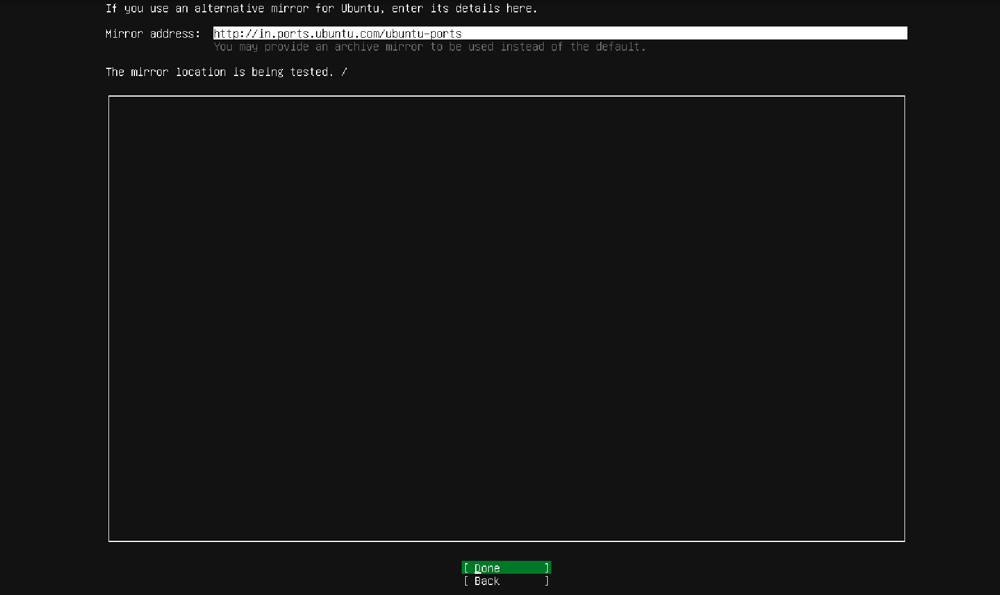 If you use an alternative mirror for Ubuntu, enter its details here.
Mirror address: http://in.ports.ubuntu.com/ubuntu-ports
You may provide an archive mirror to be used instead of the default.
The mirror location is being tested. /
[ Done ]
[ Back ]